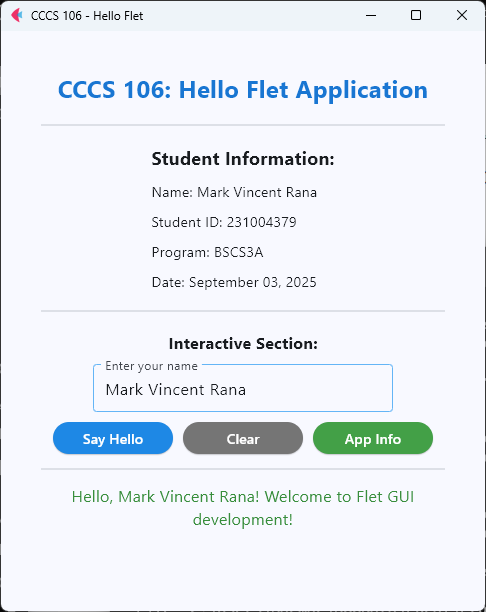 CCCS 106 - Hello Flet
CCCS 106: Hello Flet Application
Student Information:
Name: Mark Vincent Rana
Student ID: 231004379
Program: BSCS3A
Date: September 03, 2025
Interactive Section:
Enter your name
Mark Vincent Rana
Say Hello
Clear
App Info
Hello, Mark Vincent Rana! Welcome to Flet GUI
development!